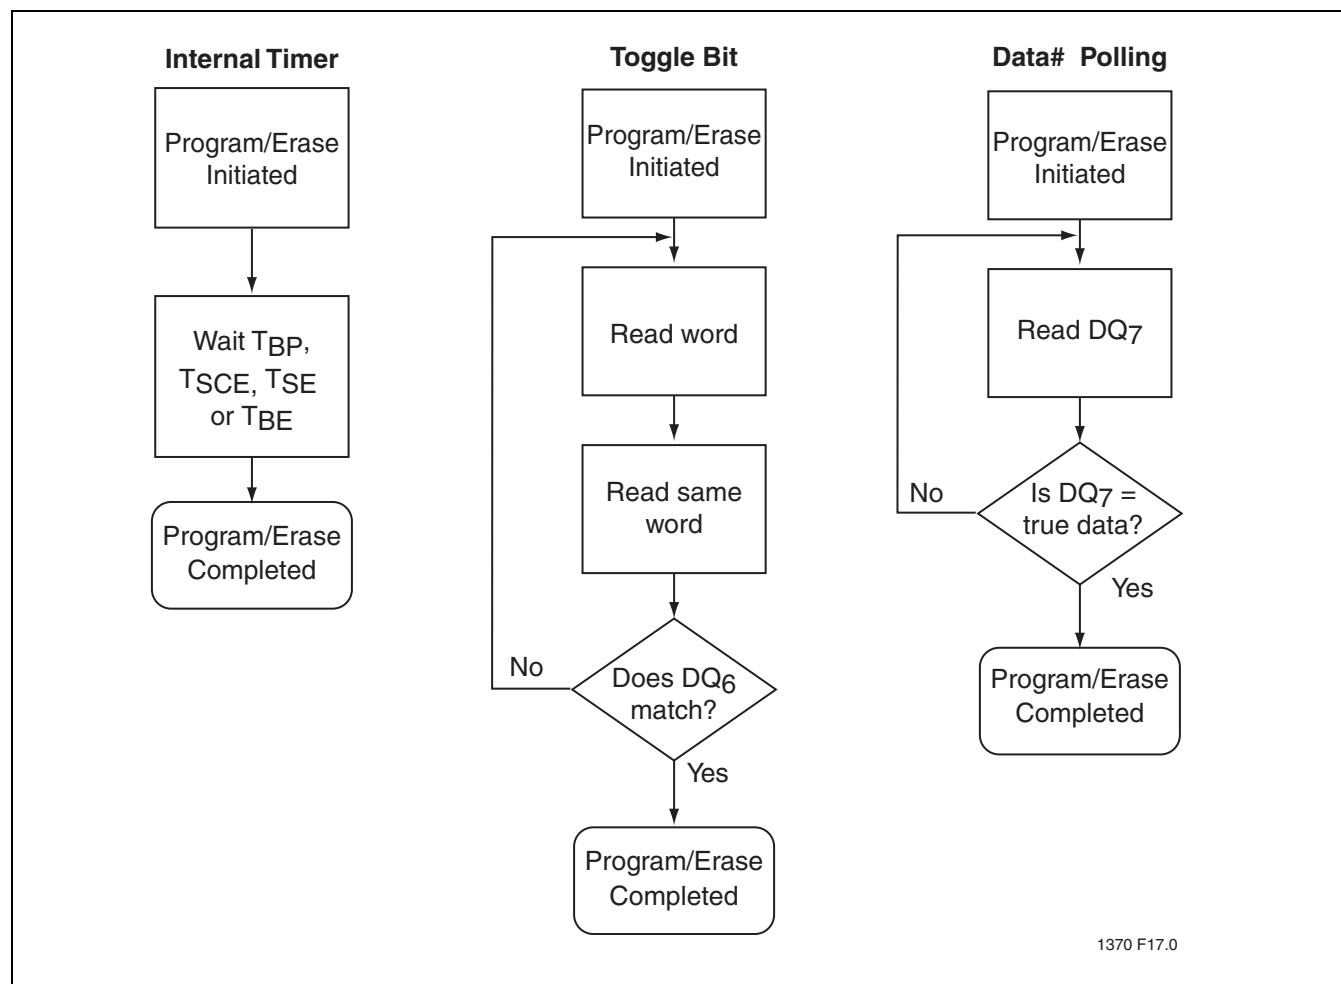 Internal Timer
Program/Erase
Initiated
Wait TBP,
TSCE, TSE
or TBE
Program/Erase
Completed
Toggle Bit
Program/Erase
Initiated
Read word
Read same
word
No
Does DQ6
match?
Yes
Program/Erase
Completed
Data# Polling
Program/Erase
Initiated
Read DQ7
No
Is DQ7 =
true data?
Yes
Program/Erase
Completed
1370 F17.0